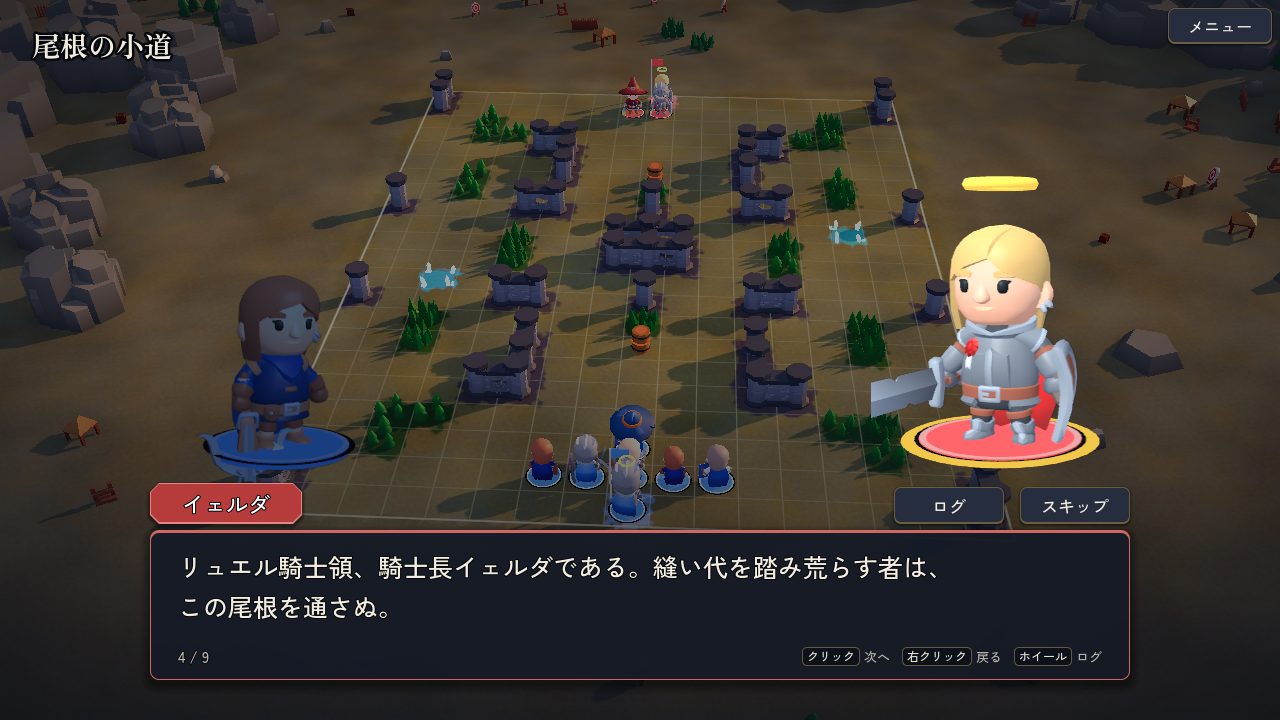 尾根の小道
メニュー
イェルダ
ログ
スキップ
リュエル騎士領、騎士長イェルダである。縫い代を踏み荒らす者は、
この尾根を通さぬ。
4 / 9
クリック 次へ 右クリック 戻る ホイール ログ